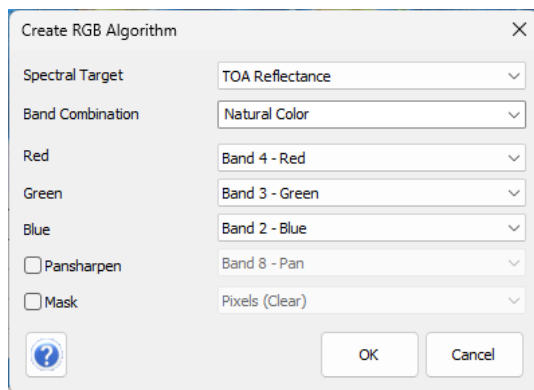 Create RGB Algorithm
Spectral Target TOA Reflectance
Band Combination Natural Color
Red Band 4 - Red
Green Band 3 - Green
Blue Band 2 - Blue
Pansharpen Band 8 - Pan
Mask Pixels (Clear)
? OK Cancel